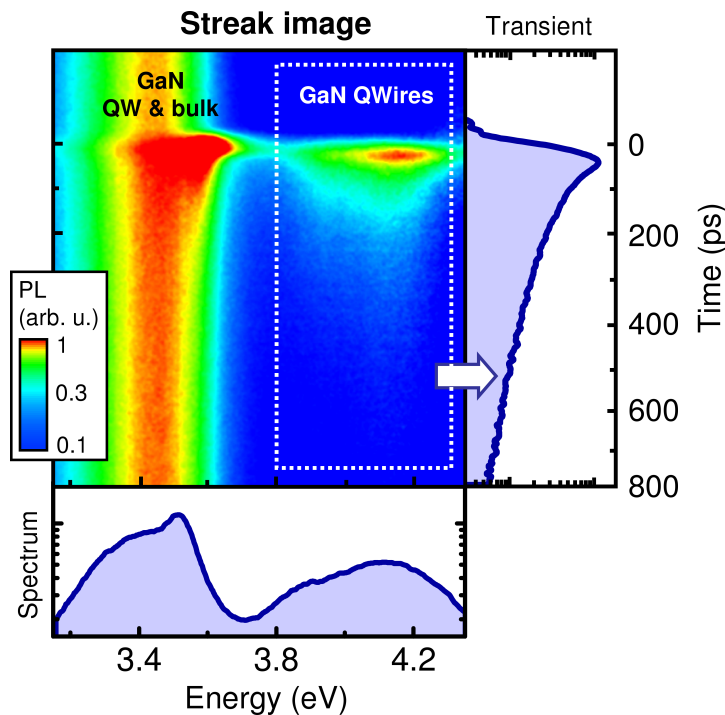 Streak image
Transient
GaN
QW & bulk
GaN QWires
0
200
400
600
800
Time (ps)
PL
(arb. u.)
1
0.3
0.1
Spectrum
3.4
3.8
4.2
Energy (eV)